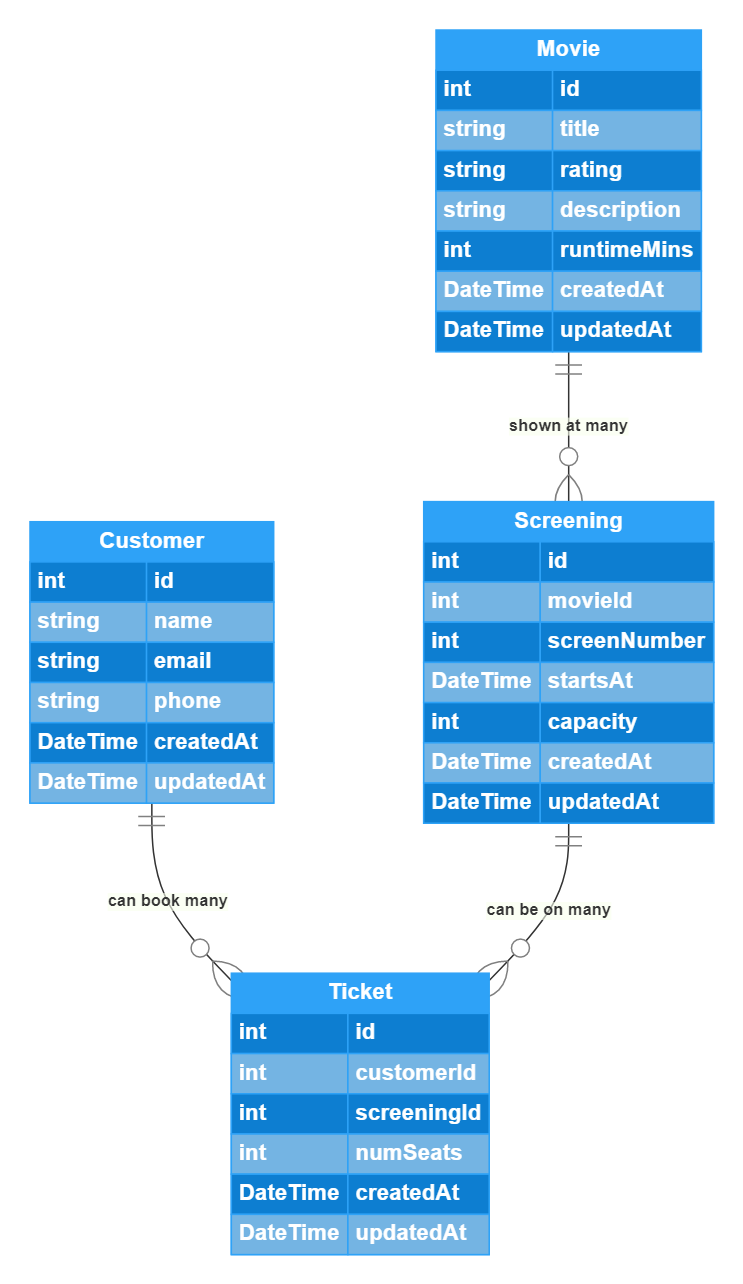 Movie
int id
string title
string rating
string description
int runtimeMins
DateTime createdAt
DateTime updatedAt
shown at many
Screening
int id
int movieId
int screenNumber
DateTime startsAt
int capacity
DateTime createdAt
DateTime updatedAt
Customer
int id
string name
string email
string phone
DateTime createdAt
DateTime updatedAt
can book many
can be on many
Ticket
int id
int customerId
int screeningId
int numSeats
DateTime createdAt
DateTime updatedAt